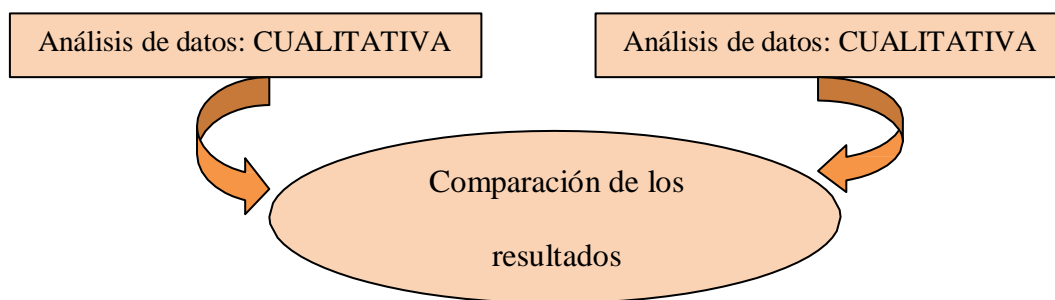 Análisis de datos: CUALITATIVA
Análisis de datos: CUALITATIVA
Comparación de los
resultados